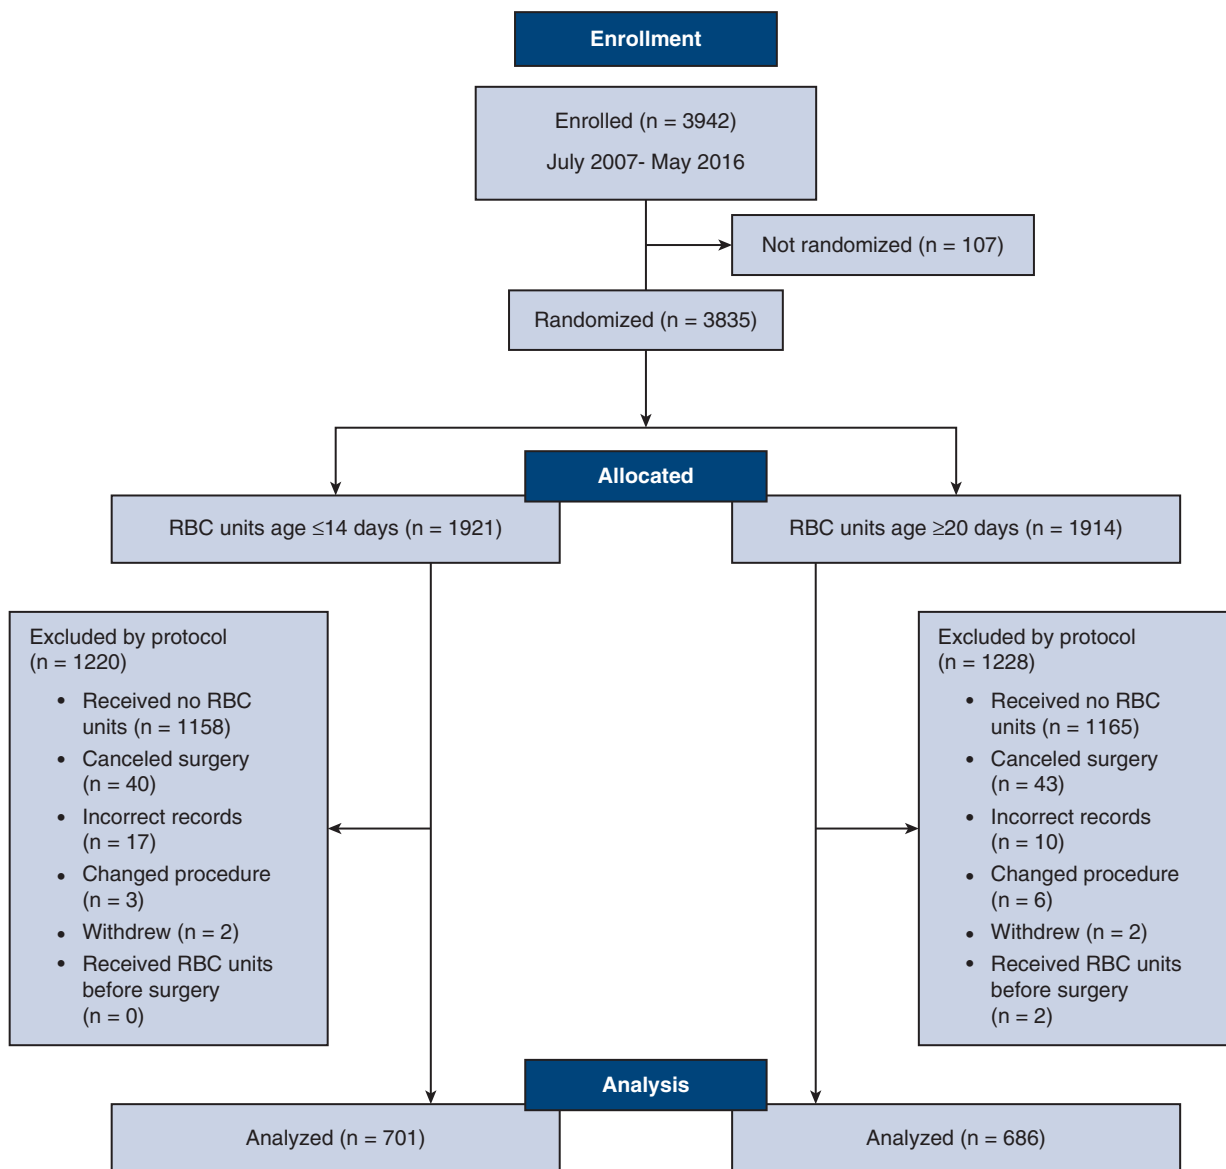 Enrollment
Enrolled (n = 3942)
July 2007- May 2016
Not randomized (n = 107)
Randomized (n = 3835)
Allocated
RBC units age ≤14 days (n = 1921)
RBC units age ≥20 days (n = 1914)
Excluded by protocol
(n = 1220)
• Received no RBC
units (n = 1158)
• Canceled surgery
(n = 40)
• Incorrect records
(n = 17)
• Changed procedure
(n = 3)
• Withdrew (n = 2)
• Received RBC units
before surgery
(n = 0)
Excluded by protocol
(n = 1228)
• Received no RBC
units (n = 1165)
• Canceled surgery
(n = 43)
• Incorrect records
(n = 10)
• Changed procedure
(n = 6)
• Withdrew (n = 2)
• Received RBC units
before surgery
(n = 2)
Analysis
Analyzed (n = 701)
Analyzed (n = 686)